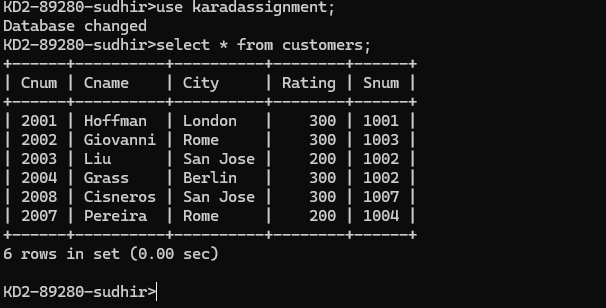 KD2-89280-sudhir>use karadassignment;
Database changed
KD2-89280-sudhir>select * from customers;
+------+----------+----------+--------+------+
| Cnum | Cname    | City     | Rating | Snum |
+------+----------+----------+--------+------+
| 2001 | Hoffman  | London   |    300 | 1001 |
| 2002 | Giovanni | Rome     |    300 | 1003 |
| 2003 | Liu      | San Jose |    200 | 1002 |
| 2004 | Grass    | Berlin   |    300 | 1002 |
| 2008 | Cisneros | San Jose |    300 | 1007 |
| 2007 | Pereira  | Rome     |    200 | 1004 |
+------+----------+----------+--------+------+
6 rows in set (0.00 sec)
KD2-89280-sudhir>